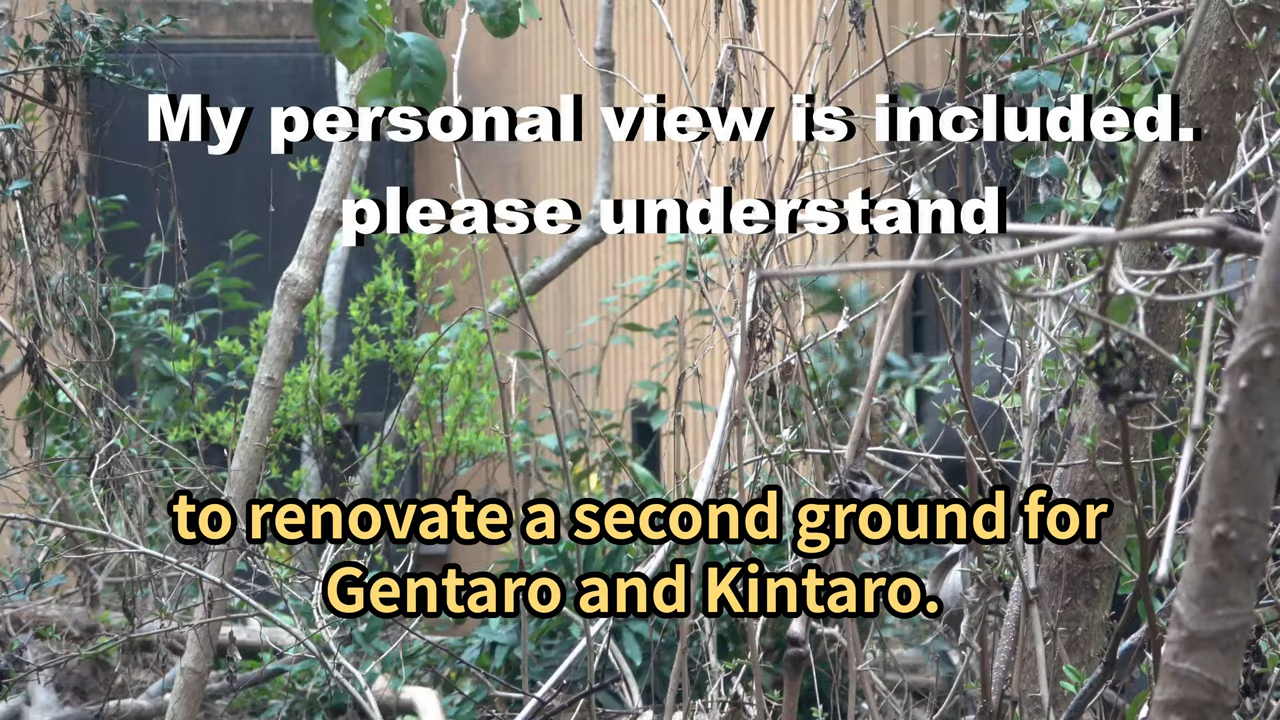 My personal view is included.
please understand
to renovate a second ground for
Gentaro and Kintaro.